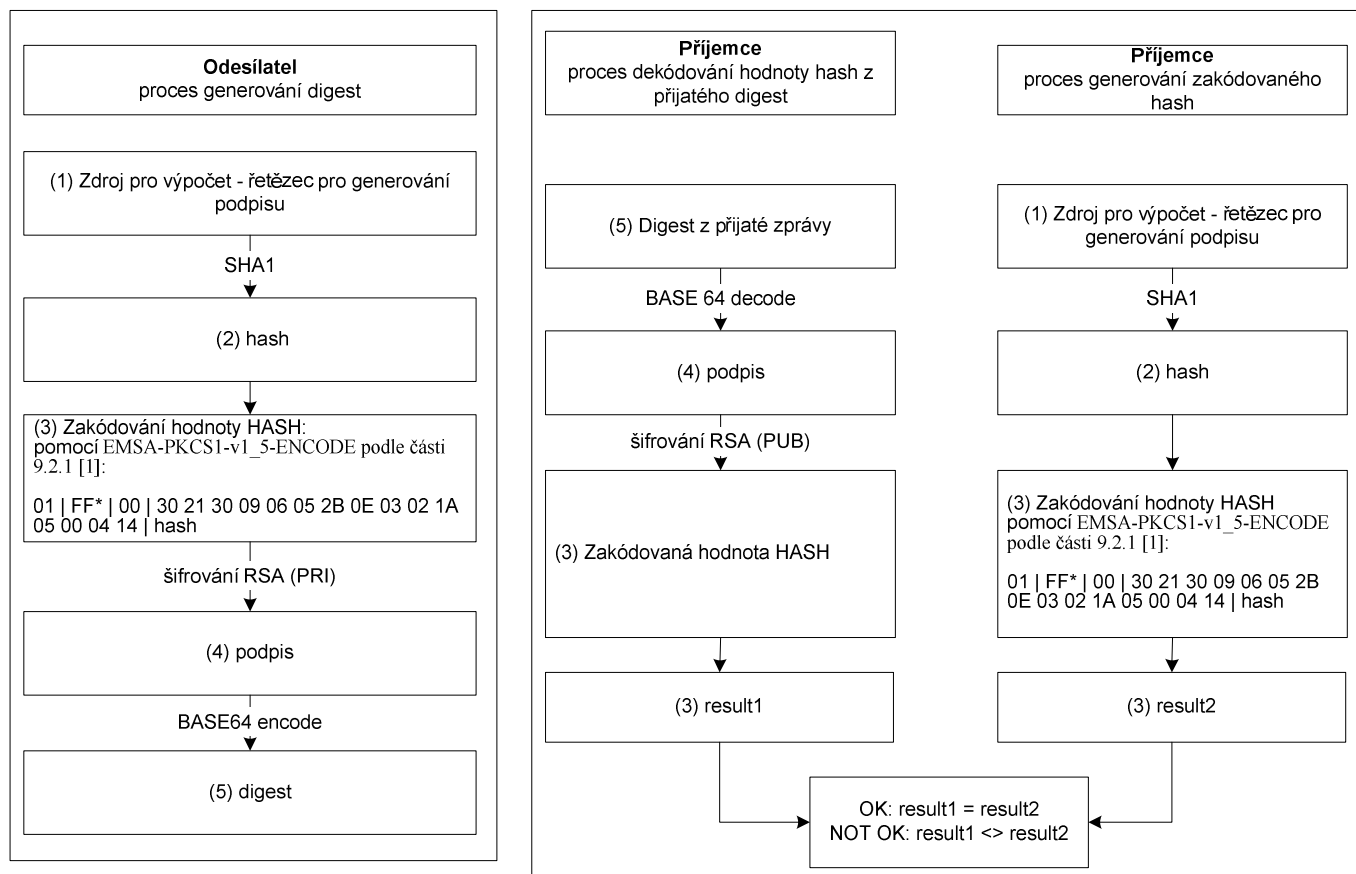 Odesílatel
proces generování digest
(1) Zdroj pro výpočet - řetězec pro generování
podpisu
SHA1
(2) hash
(3) Zakódování hodnoty HASH:
pomocí EMSA-PKCS1-v1_5-ENCODE podle části
9.2.1 [1]:
01 | FF* | 00 | 30 21 30 09 06 05 2B 0E 03 02 1A
05 00 04 14 | hash
šifrování RSA (PRI)
(4) podpis
BASE64 encode
(5) digest
Příjemce
proces dekódování hodnoty hash z
přijatého digest
(5) Digest z přijaté zprávy
BASE 64 decode
(4) podpis
šifrování RSA (PUB)
(3) Zakódovaná hodnota HASH
(3) result1
Příjemce
proces generování zakódovaného
hash
(1) Zdroj pro výpočet - řetězec pro
generování podpisu
SHA1
(2) hash
(3) Zakódování hodnoty HASH
pomocí EMSA-PKCS1-v1_5-ENCODE
podle části 9.2.1 [1]:
01 | FF* | 00 | 30 21 30 09 06 05 2B
0E 03 02 1A 05 00 04 14 | hash
(3) result2
OK: result1 = result2
NOT OK: result1 <> result2